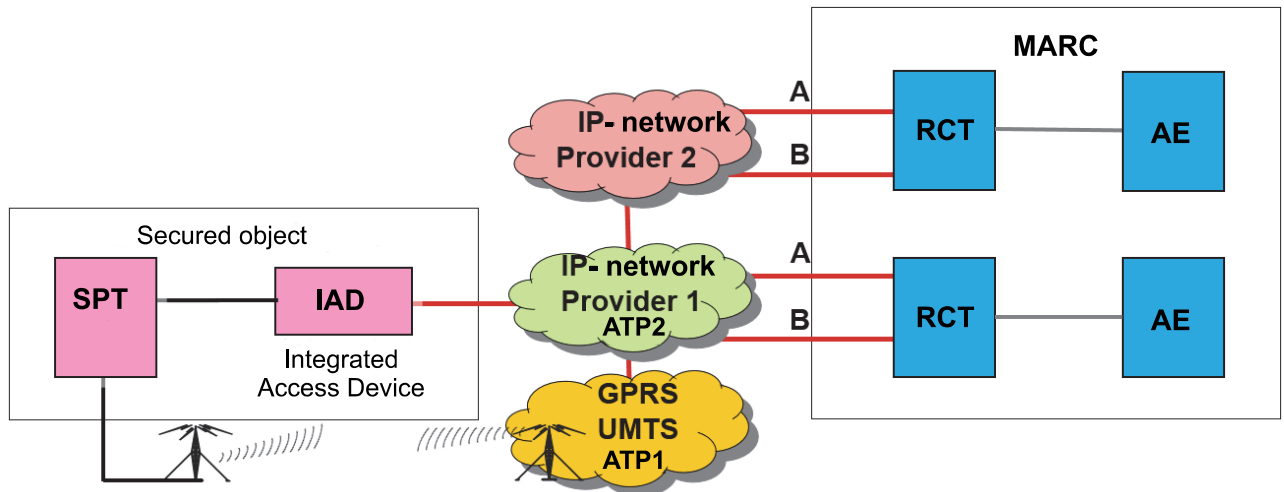 MARC
A
IP- network
Provider 2
B
RCT
AE
Secured object
SPT
IAD
Integrated
Access Device
IP- network
Provider 1
ATP2
A
B
RCT
AE
GPRS
UMTS
ATP1